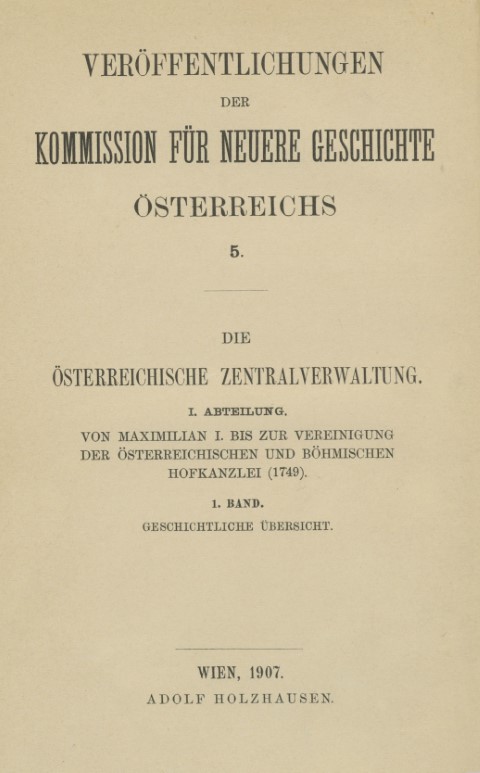 VERÖFFENTLICHUNGEN
DER
KOMMISSION FÜR NEUERE GESCHICHTE
ÖSTERREICHS
5.
DIE
ÖSTERREICHISCHE ZENTRALVERWALTUNG.
I. ABTEILUNG.
VON MAXIMILIAN I. BIS ZUR VEREINIGUNG
DER ÖSTERREICHISCHEN UND BÖHMISCHEN
HOFKANZLEI (1749).
1. BAND.
GESCHICHTLICHE ÜBERSICHT.
WIEN, 1907.
ADOLF HOLZHAUSEN.